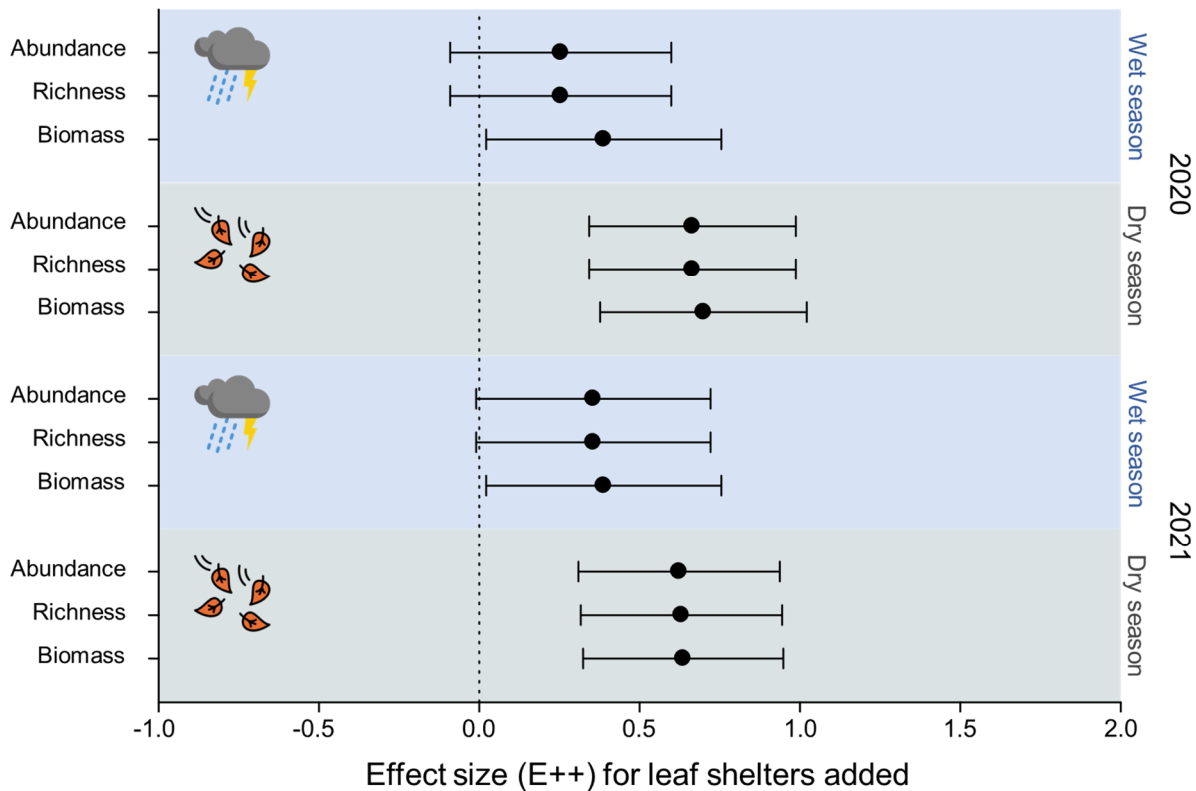 Abundance
Richness
Biomass
Wet season
Abundance
Richness
Biomass
Dry season
2020
Abundance
Richness
Biomass
Wet season
Abundance
Richness
Biomass
Dry season
2021
-1.0 -0.5 0.0 0.5 1.0 1.5 2.0
Effect size (E++) for leaf shelters added